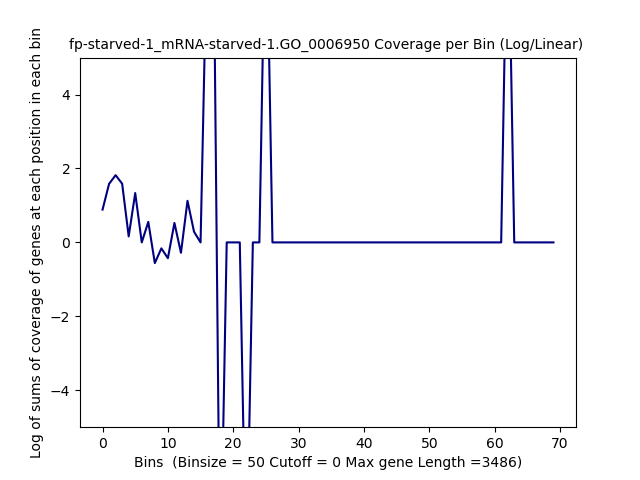 fp-starved-1_mRNA-starved-1.GO_0006950 Coverage per Bin (Log/Linear)
Log of sums of coverage of genes at each position in each bin
4
2
0
−2
−4
0 10 20 30 40 50 60 70
Bins  (Binsize = 50 Cutoff = 0 Max gene Length =3486)